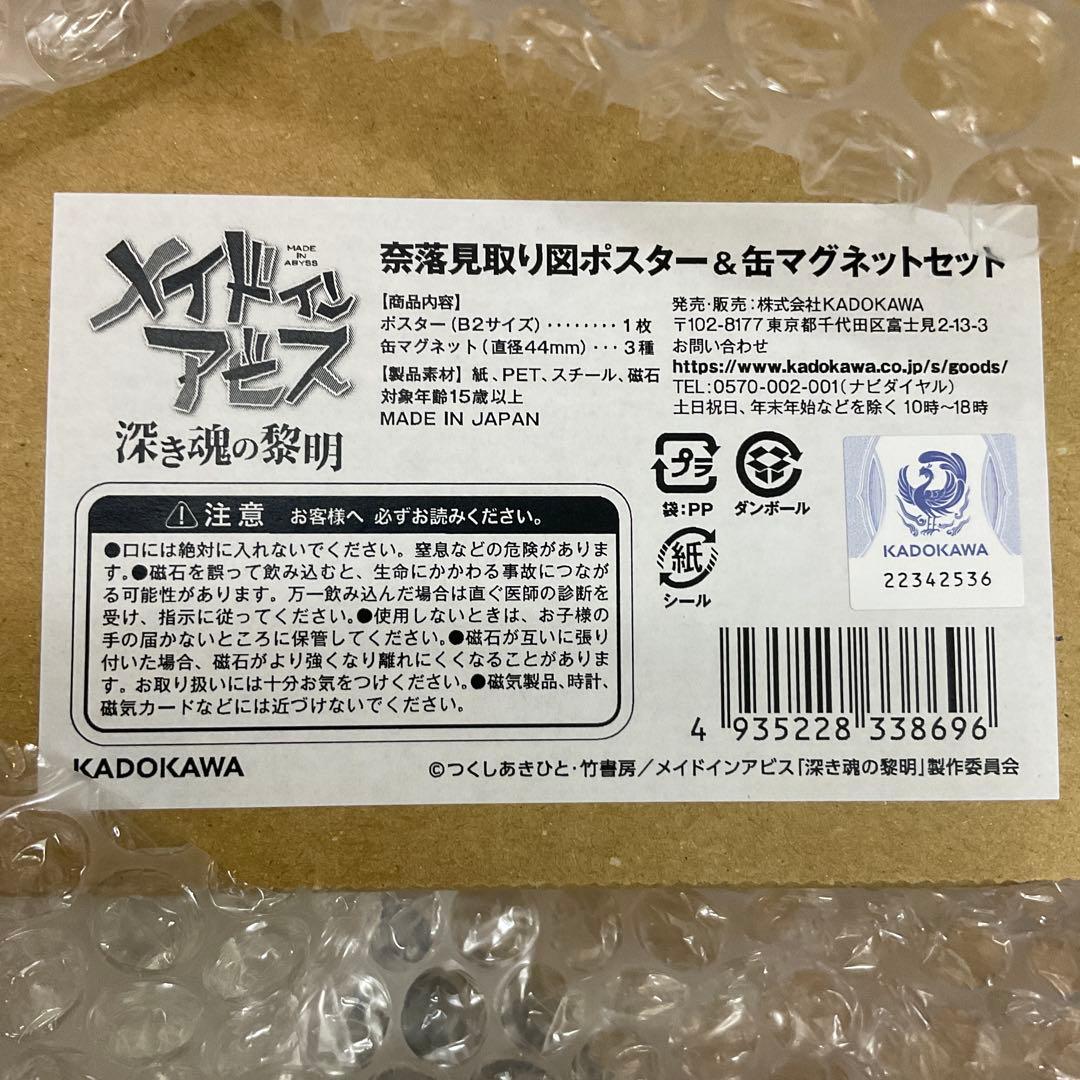 MADE
IN
ABYSS
メイドイン
アビス
深き魂の黎明
奈落見取り図ポスター&缶マグネットセット
【商品内容】
ポスター(B2サイズ)········1枚
缶マグネット(直径44mm)···3種
【製品素材】紙、PET、スチール、磁石
対象年齢15歳以上
MADE IN JAPAN
発売・販売:株式会社KADOKAWA
〒102-8177 東京都千代田区富士見2-13-3
お問い合わせ
https://www.kadokawa.co.jp/s/goods/
TEL:0570-002-001(ナビダイヤル)
土日祝日、年末年始などを除く 10時~18時
プラ
袋:PP
ダンボール
紙
シール
KADOKAWA
22342536
注意 お客様へ 必ずお読みください。
●口には絶対に入れないでください。窒息などの危険がありま
す。●磁石を誤って飲み込むと、生命にかかわる事故につなが
る可能性があります。万一飲み込んだ場合は直ぐ医師の診断を
受け、指示に従ってください。●使用しないときは、お子様の
手の届かないところに保管してください。●磁石が互いに張り
付いた場合、磁石がより強くなり離れにくくなることがありま
す。お取り扱いには十分お気をつけください。●磁気製品、時計、
磁気カードなどには近づけないでください。
4 935228 338696
KADOKAWA
©つくしあきひと・竹書房/メイドインアビス「深き魂の黎明」製作委員会